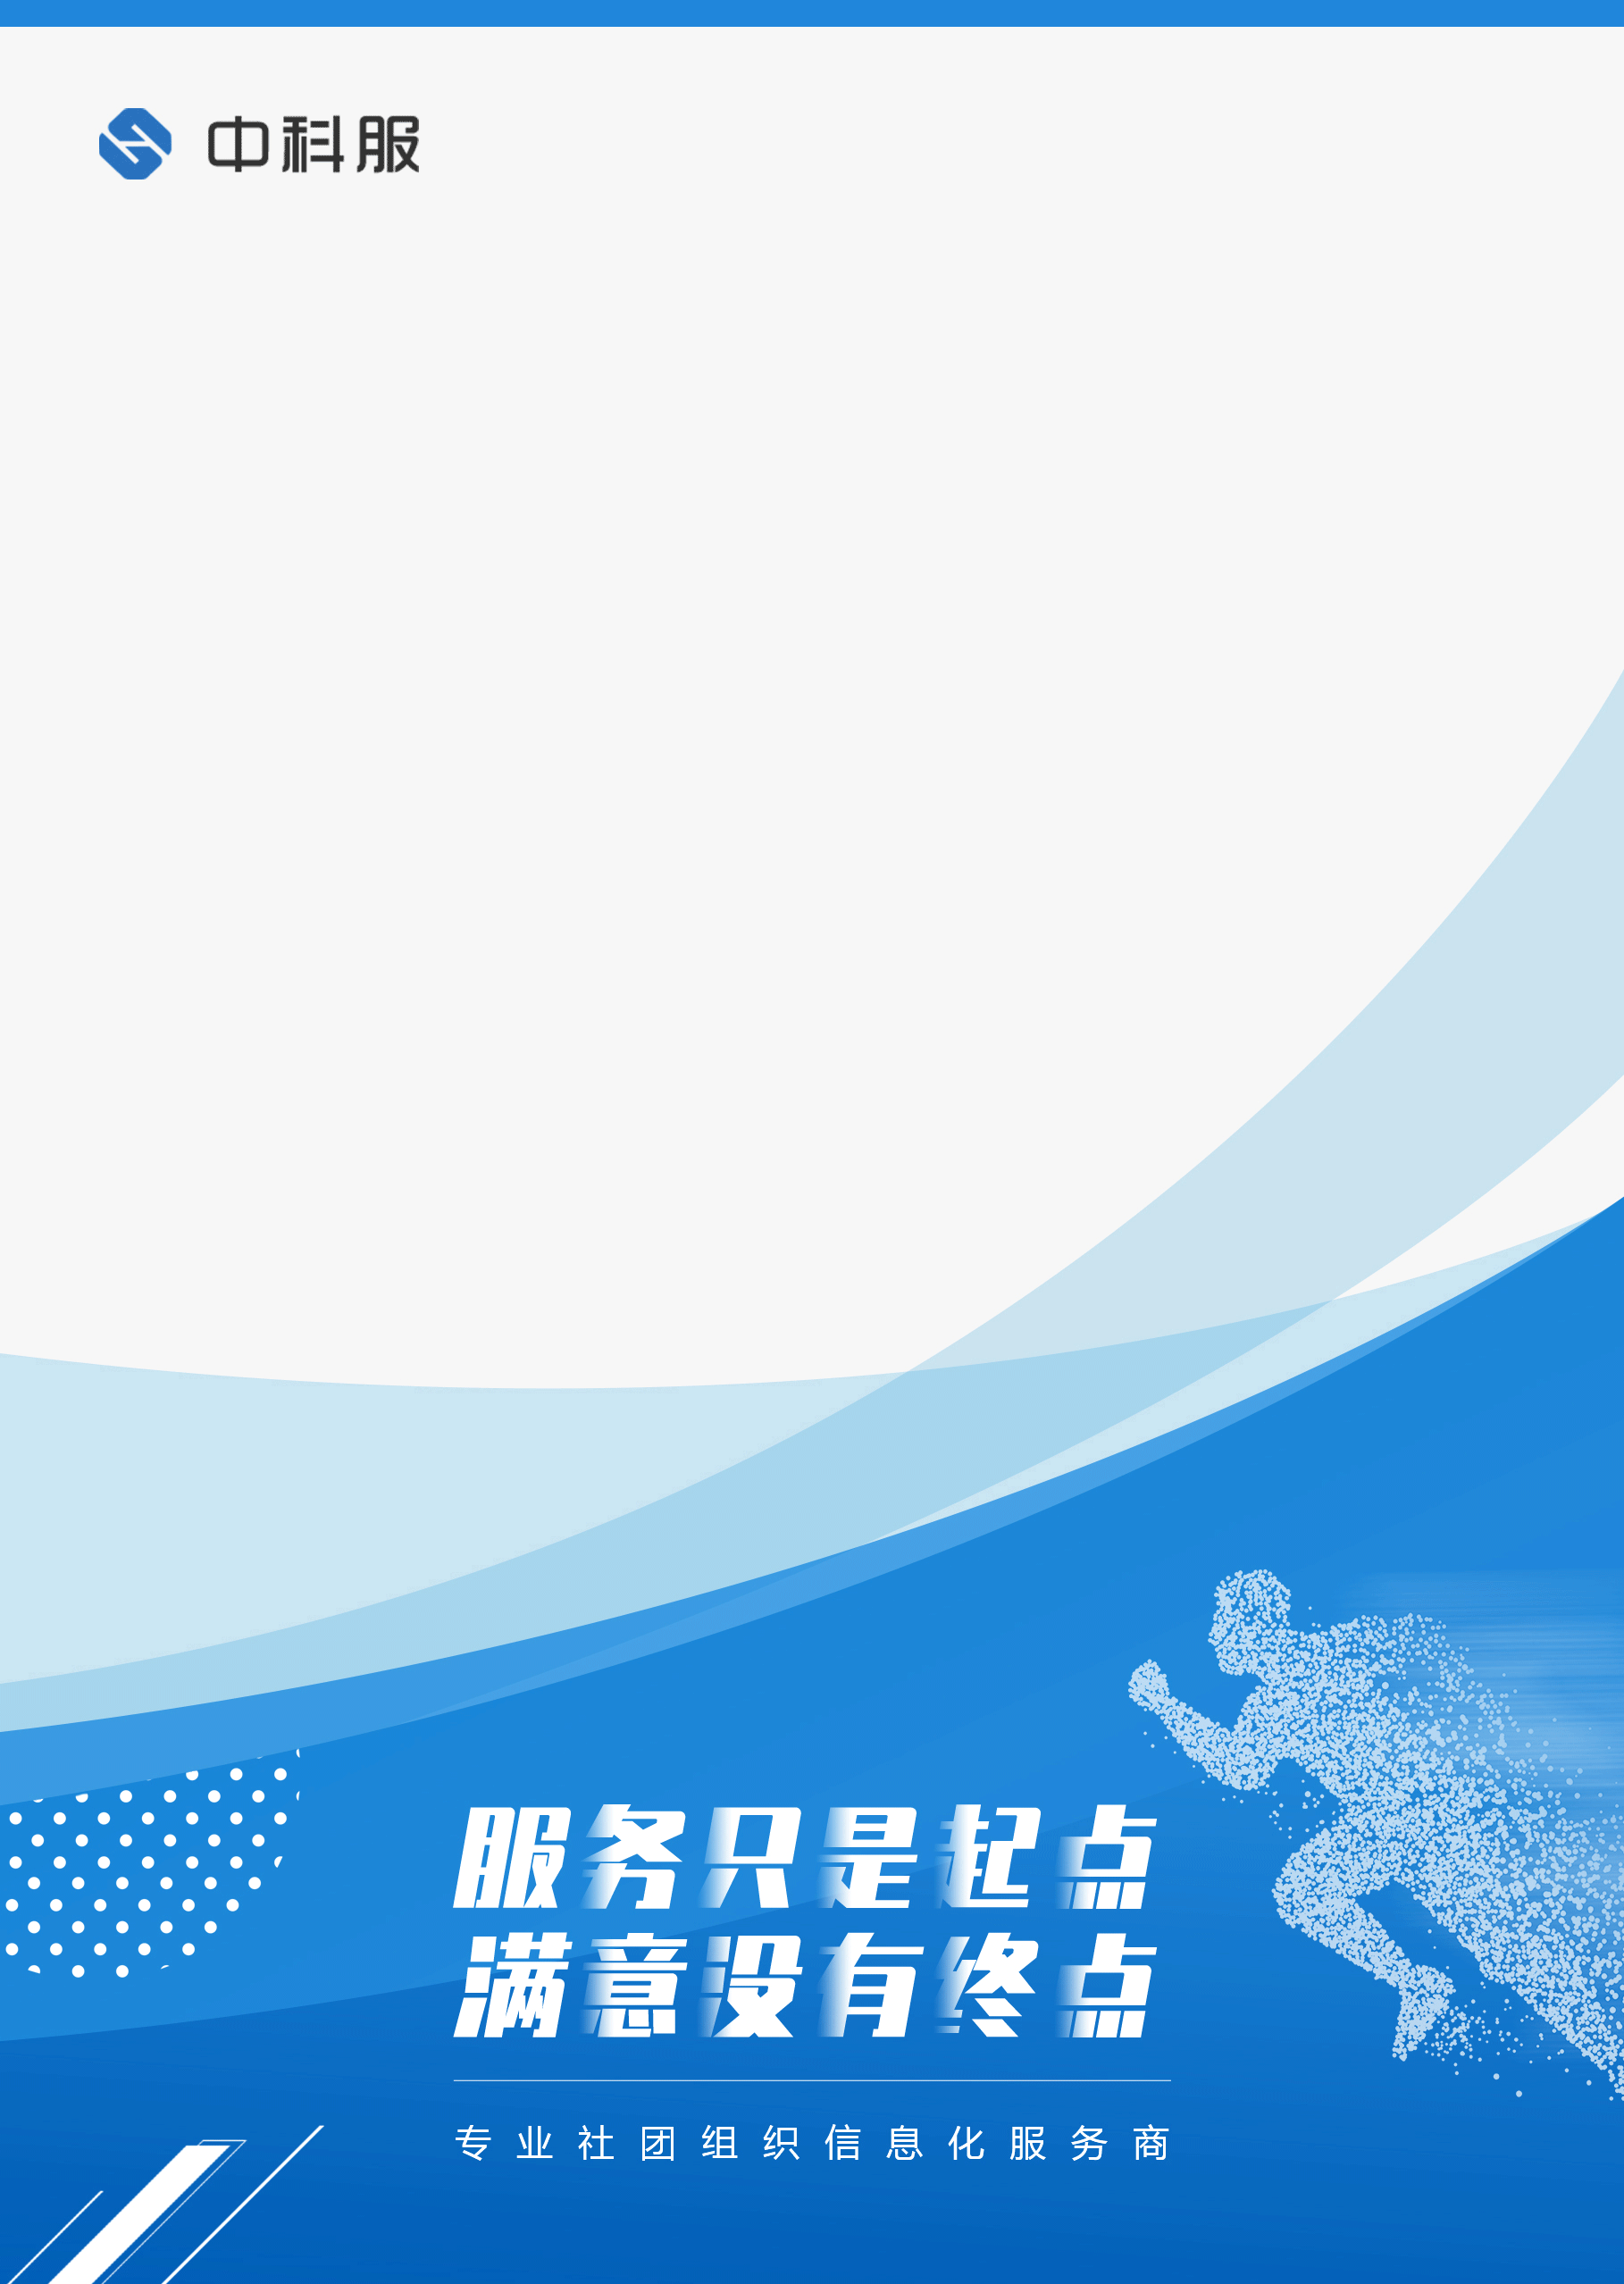 中科服
服务只是起点
满意没有终点
专业社团组织信息化服务商